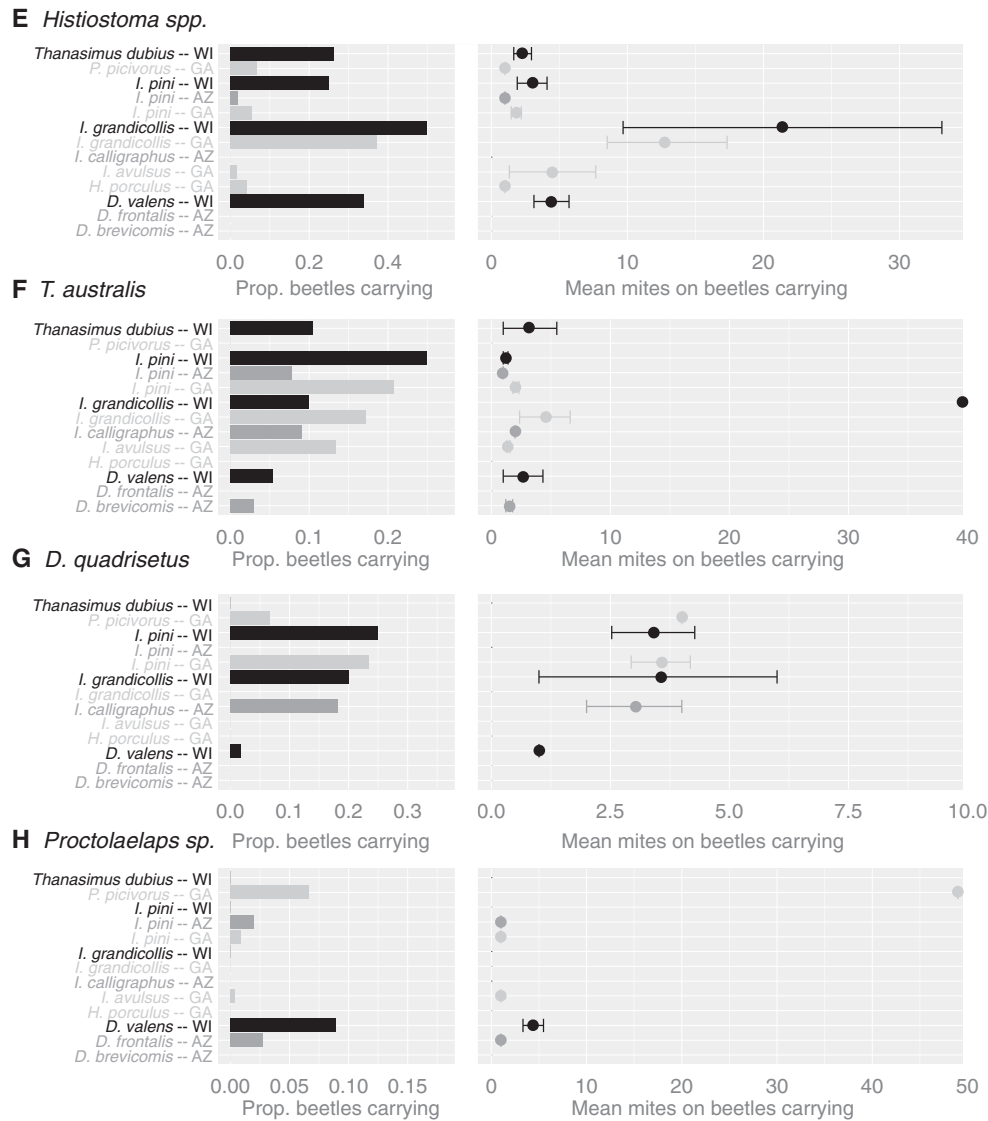 E Histiostoma spp.
Thanasimus dubius -- WI
P. picivorus -- GA
I. pini -- WI
I. pini -- AZ
I. pini -- GA
I. grandicollis -- WI
I. grandicollis -- GA
I. calligraphus -- AZ
I. avulsus -- GA
H. porculus -- GA
D. valens -- WI
D. frontalis -- AZ
D. brevicomis -- AZ
0.0 0.2 0.4 0 10 20 30
Prop. beetles carrying Mean mites on beetles carrying
F T. australis
Thanasimus dubius -- WI
P. picivorus -- GA
I. pini -- WI
I. pini -- AZ
I. pini -- GA
I. grandicollis -- WI
I. grandicollis -- GA
I. calligraphus -- AZ
I. avulsus -- GA
H. porculus -- GA
D. valens -- WI
D. frontalis -- AZ
D. brevicomis -- AZ
0.0 0.1 0.2 0 10 20 30 40
Prop. beetles carrying Mean mites on beetles carrying
G D. quadrisetus
Thanasimus dubius -- WI
P. picivorus -- GA
I. pini -- WI
I. pini -- AZ
I. pini -- GA
I. grandicollis -- WI
I. grandicollis -- GA
I. calligraphus -- AZ
I. avulsus -- GA
H. porculus -- GA
D. valens -- WI
D. frontalis -- AZ
D. brevicomis -- AZ
0.0 0.1 0.2 0.3 0.0 2.5 5.0 7.5 10.0
Prop. beetles carrying Mean mites on beetles carrying
H Proctolaelaps sp.
Thanasimus dubius -- WI
P. picivorus -- GA
I. pini -- WI
I. pini -- AZ
I. pini -- GA
I. grandicollis -- WI
I. grandicollis -- GA
I. calligraphus -- AZ
I. avulsus -- GA
H. porculus -- GA
D. valens -- WI
D. frontalis -- AZ
D. brevicomis -- AZ
0.00 0.05 0.10 0.15 0 10 20 30 40 50
Prop. beetles carrying Mean mites on beetles carrying